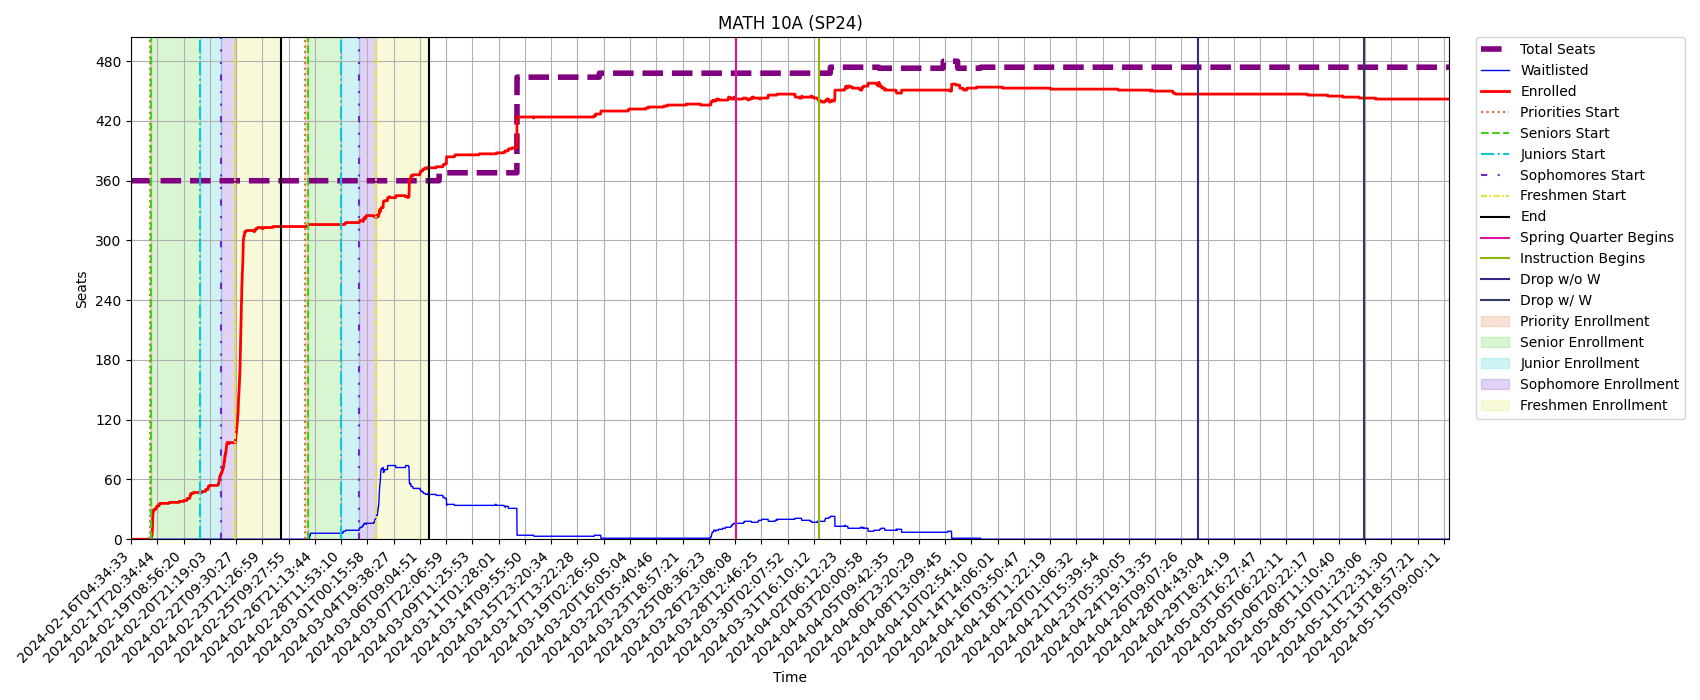 MATH 10A (SP24)
Seats
480
420
360
300
240
180
120
60
0
2024-02-16T04:34:33
2024-02-17T20:34:44
2024-02-19T08:56:20
2024-02-20T21:19:03
2024-02-22T09:30:27
2024-02-23T21:26:59
2024-02-25T09:27:55
2024-02-26T21:13:44
2024-02-28T11:53:10
2024-03-01T00:15:58
2024-03-04T19:38:27
2024-03-06T09:04:51
2024-03-07T22:06:59
2024-03-11T01:25:53
2024-03-12T11:28:01
2024-03-14T09:55:50
2024-03-15T23:20:34
2024-03-17T13:22:28
2024-03-19T02:26:50
2024-03-20T16:05:04
2024-03-22T05:40:46
2024-03-23T18:57:21
2024-03-25T08:36:23
2024-03-26T23:08:08
2024-03-28T12:46:25
2024-03-30T02:07:52
2024-03-31T16:10:12
2024-04-02T06:12:23
2024-04-03T20:00:58
2024-04-05T09:42:35
2024-04-06T23:20:29
2024-04-08T13:09:45
2024-04-10T02:54:10
2024-04-14T14:06:01
2024-04-16T03:50:47
2024-04-18T11:22:19
2024-04-20T01:06:32
2024-04-21T15:39:54
2024-04-23T05:30:05
2024-04-24T19:13:35
2024-04-26T09:07:26
2024-04-28T04:43:04
2024-04-29T18:24:19
2024-05-03T16:27:47
2024-05-05T06:22:11
2024-05-06T20:22:17
2024-05-08T11:10:40
2024-05-10T01:23:06
2024-05-11T22:31:30
2024-05-13T18:57:21
2024-05-15T09:00:11
Time
Total Seats
Waitlisted
Enrolled
Priorities Start
Seniors Start
Juniors Start
Sophomores Start
Freshmen Start
End
Spring Quarter Begins
Instruction Begins
Drop w/o W
Drop w/ W
Priority Enrollment
Senior Enrollment
Junior Enrollment
Sophomore Enrollment
Freshmen Enrollment